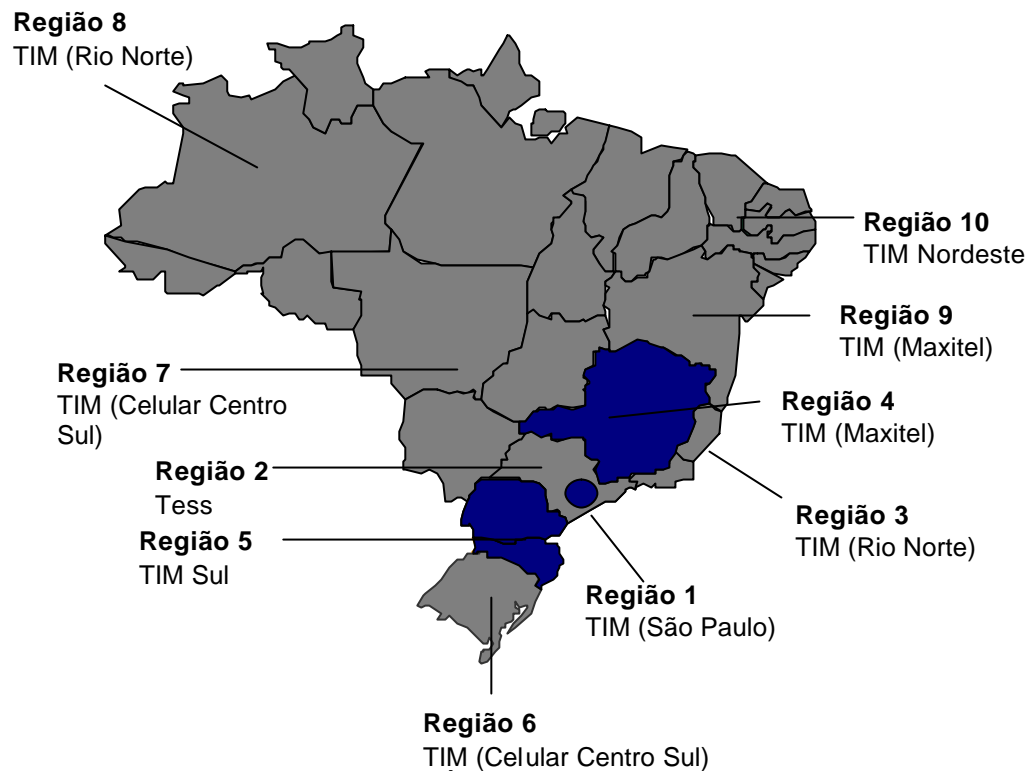 Região 8
TIM (Rio Norte)
Região 10
TIM Nordeste
Região 9
TIM (Maxitel)
Região 7
TIM (Celular Centro
Sul)
Região 4
TIM (Maxitel)
Região 2
Tess
Região 3
TIM (Rio Norte)
Região 5
TIM Sul
Região 1
TIM (São Paulo)
Região 6
TIM (Celular Centro Sul)